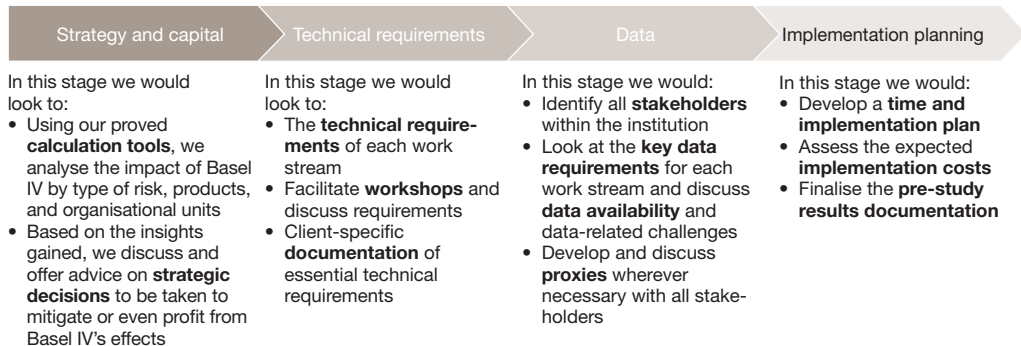 Strategy and capital
Technical requirements
Data
Implementation planning
In this stage we would
look to:
• Using our proved
calculation tools, we
analyse the impact of Basel
IV by type of risk, products,
and organisational units
• Based on the insights
gained, we discuss and
offer advice on strategic
decisions to be taken to
mitigate or even profit from
Basel IV’s effects
In this stage we would
look to:
• The technical require-
ments of each work
stream
• Facilitate workshops and
discuss requirements
• Client-specific
documentation of
essential technical
requirements
In this stage we would:
• Identify all stakeholders
within the institution
• Look at the key data
requirements for each
work stream and discuss
data availability and
data-related challenges
• Develop and discuss
proxies wherever
necessary with all stake-
holders
In this stage we would:
• Develop a time and
implementation plan
• Assess the expected
implementation costs
• Finalise the pre-study
results documentation